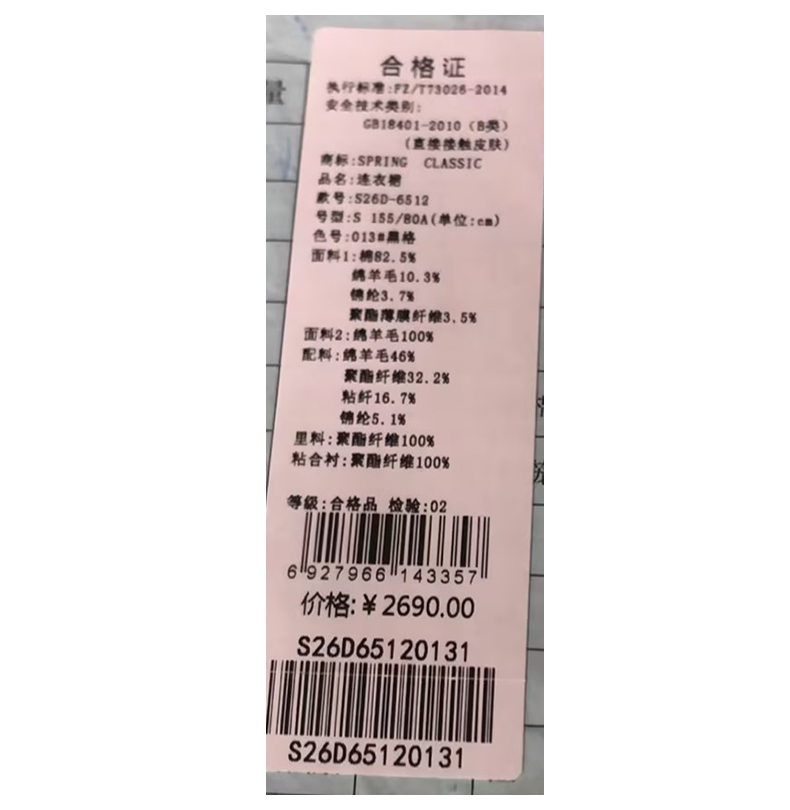 合格证
执行标准:FZ/T73026-2014
安全技术类别:
GB18401-2010（B类）
(直接接触皮肤)
商标:SPRING CLASSIC
品名:连衣裙
款号:S26D-6512
号型:S 155/80A(单位:cm)
色号:013#黑格
面料1:棉82.5%
绵羊毛10.3%
锦纶3.7%
聚酯薄膜纤维3.5%
面料2:绵羊毛100%
配料:绵羊毛46%
聚酯纤维32.2%
粘纤16.7%
锦纶5.1%
里料:聚酯纤维100%
粘合衬:聚酯纤维100%
等级:合格品 检验:02
6 927966 143357
价格:￥2690.00
S26D65120131
S26D65120131
量